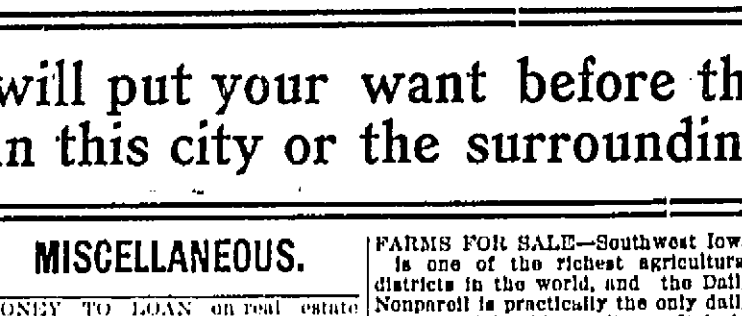 will put your want before th
in this city or the surroundin
MISCELLANEOUS.
ONEY TO LOAN on real estate
FARMS FOR SALE—Southwest Iow
is one of the richest agricultura
districts in the world, and the Dail
Nonpareil is practically the only dail